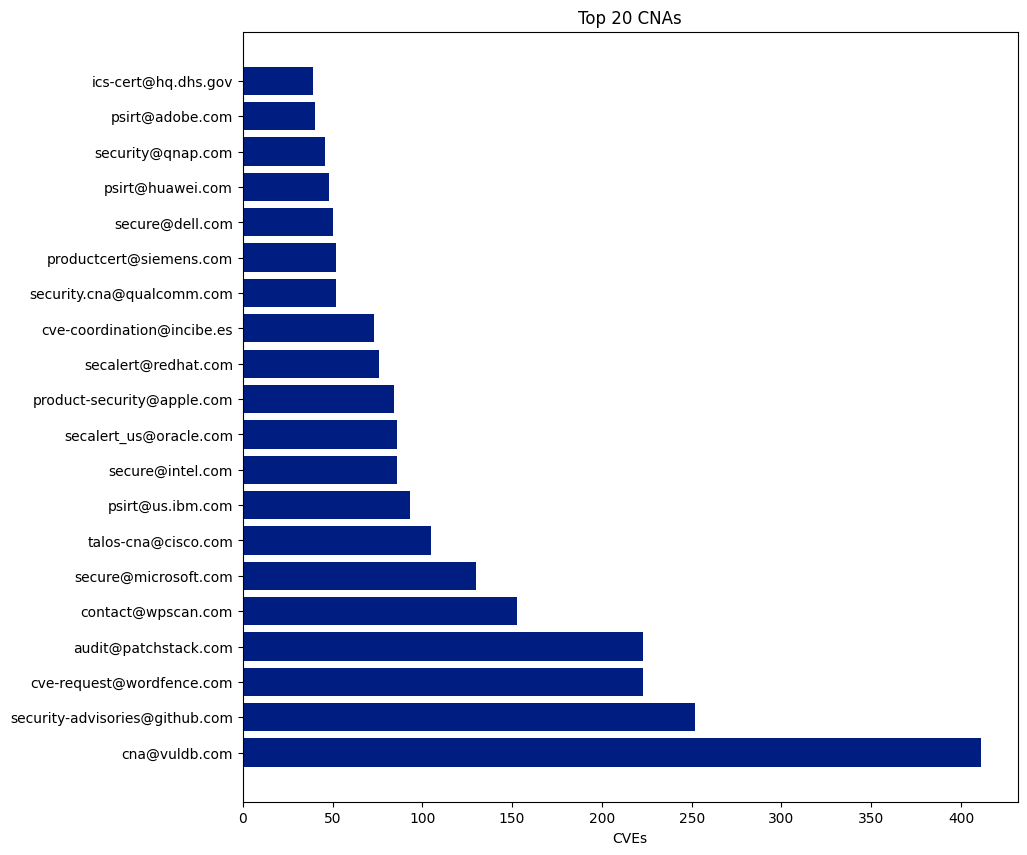 Top 20 CNAs
ics-cert@hq.dhs.gov
psirt@adobe.com
security@qnap.com
psirt@huawei.com
secure@dell.com
productcert@siemens.com
security.cna@qualcomm.com
cve-coordination@incibe.es
secalert@redhat.com
product-security@apple.com
secalert_us@oracle.com
secure@intel.com
psirt@us.ibm.com
talos-cna@cisco.com
secure@microsoft.com
contact@wpscan.com
audit@patchstack.com
cve-request@wordfence.com
security-advisories@github.com
cna@vuldb.com
0 50 100 150 200 250 300 350 400
CVEs